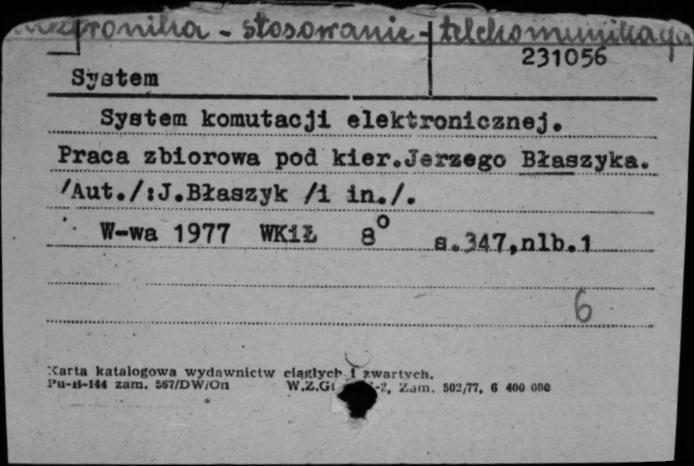 elektronika - stosowanie - telekomunikacja
231056
System
System komutacji elektronicznej.
Praca zbiorowa pod kier.Jerzego Błaszyka.
/Aut./:J.Błaszyk /i in./.
W-wa 1977 WKiŁ 8° s.347,nlb.1
6
Karta katalogowa wydawnictw ciągłych i zwartych.
Pu-B-144 zam. 567/DW/On W.Z.Gr Zam. 502/77, 6 400 000